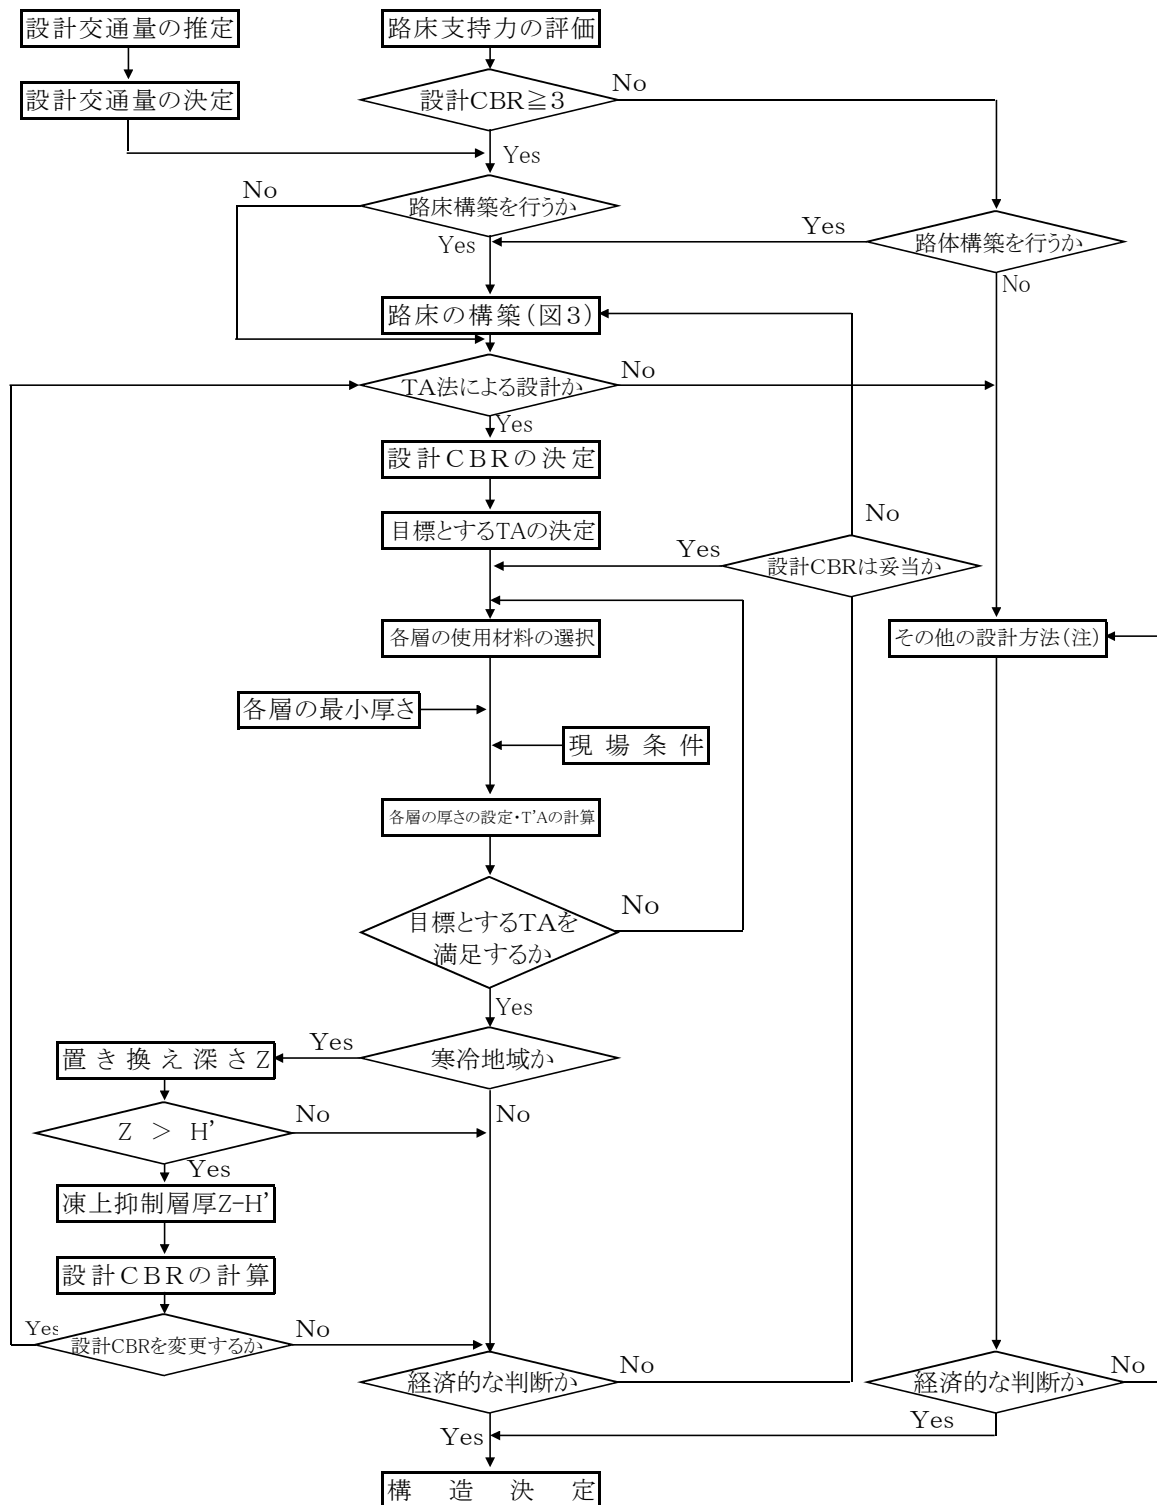 設計交通量の推定
路床支持力の評価
設計交通量の決定
設計CBR≧3
No
Yes
No
路床構築を行うか
Yes
Yes
路体構築を行うか
No
路床の構築(図3)
TA法による設計か
No
Yes
設計CBRの決定
目標とするTAの決定
No
Yes
設計CBRは妥当か
各層の使用材料の選択
その他の設計方法(注)
各層の最小厚さ
現場条件
各層の厚さの設定・T'Aの計算
目標とするTAを
満足するか
No
Yes
寒冷地域か
Yes
置き換え深さZ
No
Z > H'
No
Yes
凍上抑制層厚Z-H'
設計CBRの計算
Yes
設計CBRを変更するか
No
経済的な判断か
No
経済的な判断か
No
Yes
Yes
構造決定